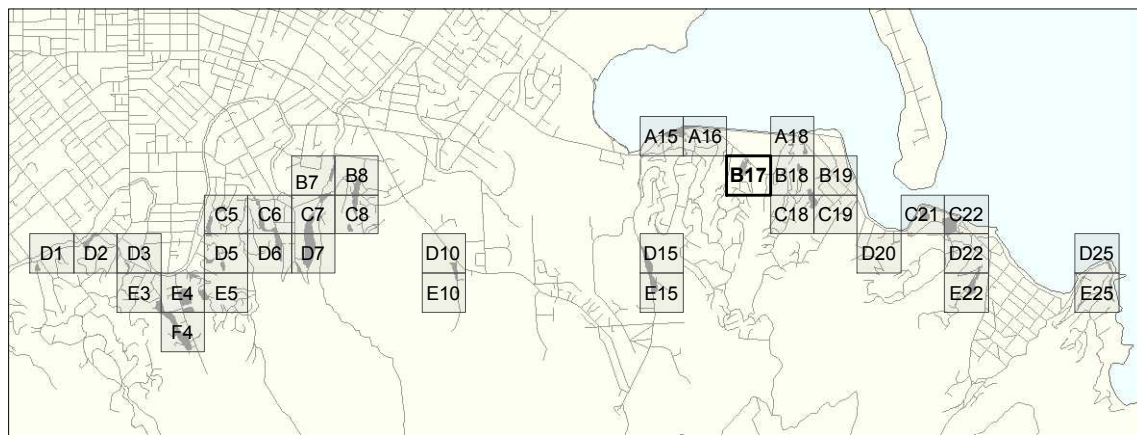 A15 A16 A18
B7 B8 B17 B18 B19
C5 C6 C7 C8 C18 C19 C21 C22
D1 D2 D3 D5 D6 D7 D10 D15 D20 D22 D25
E3 E4 E5 E10 E15 E22 E25
F4